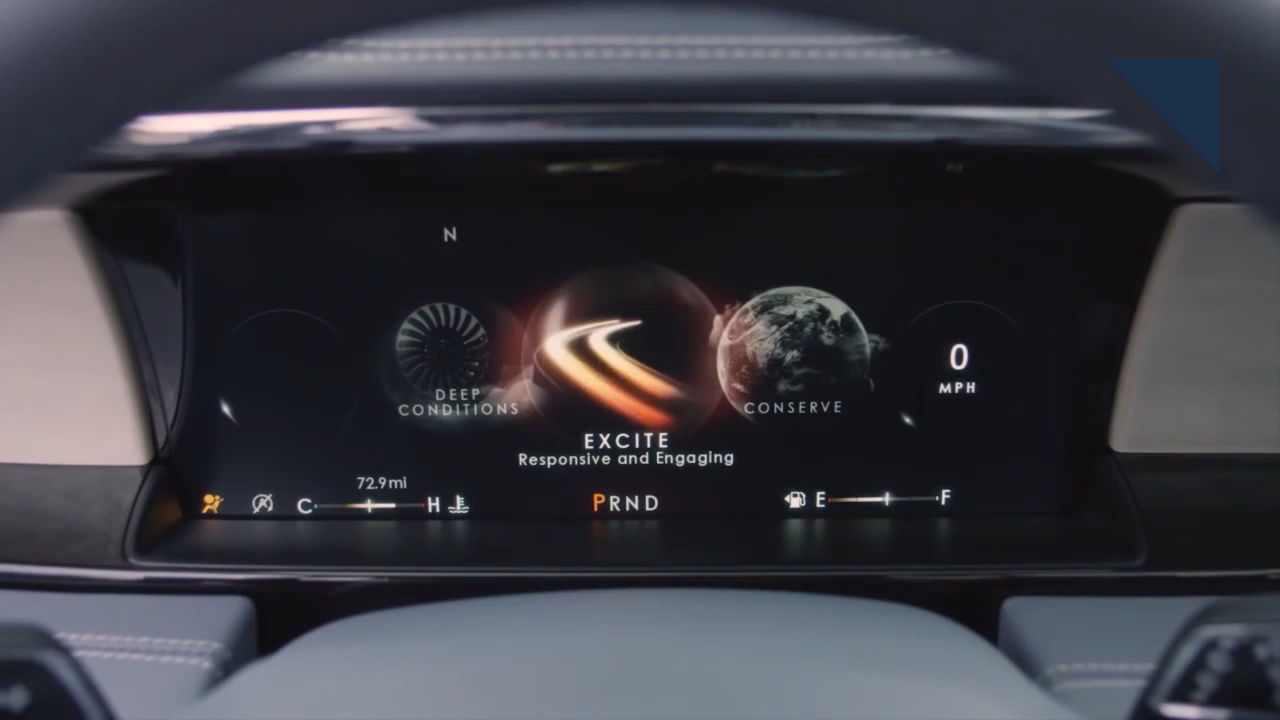 N
DEEP
CONDITIONS
CONSERVE
0
MPH
EXCITE
Responsive and Engaging
72.9mi
C H
PRND
E F